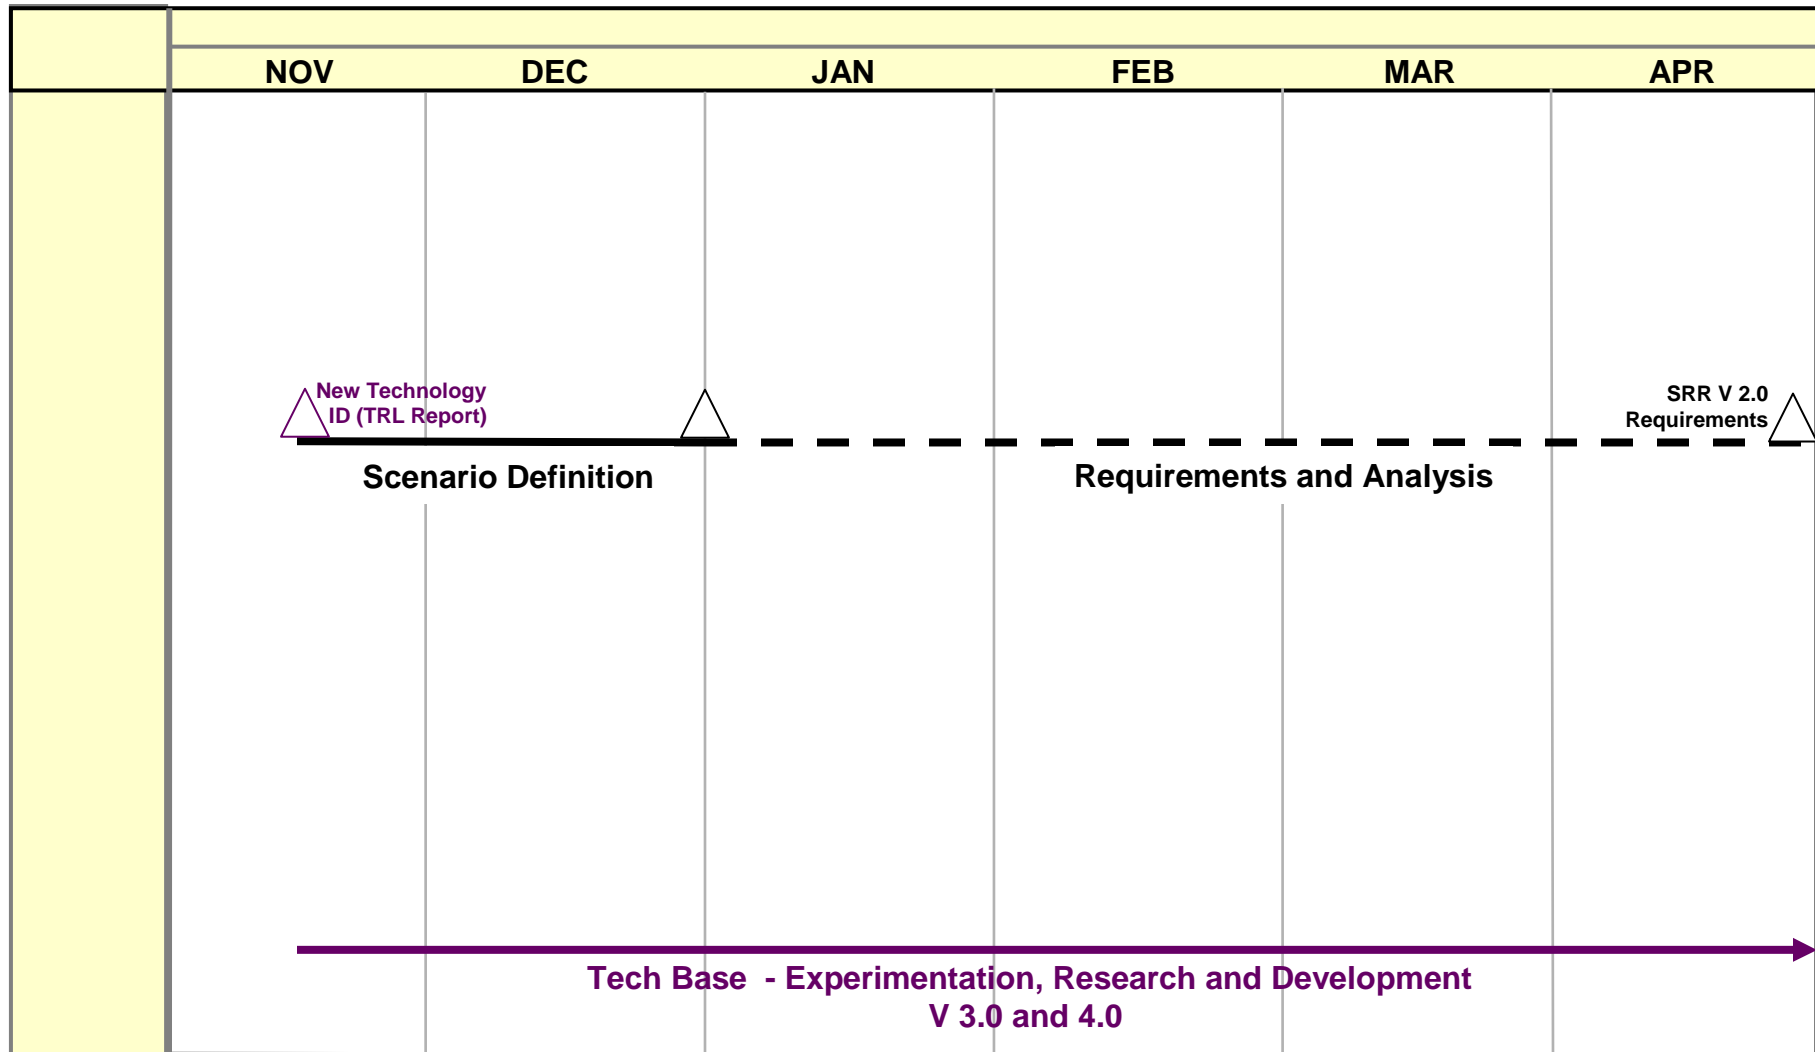 NOV DEC JAN FEB MAR APR
New Technology
ID (TRL Report)
SRR V 2.0
Requirements
Scenario Definition
Requirements and Analysis
Tech Base - Experimentation, Research and Development
V 3.0 and 4.0